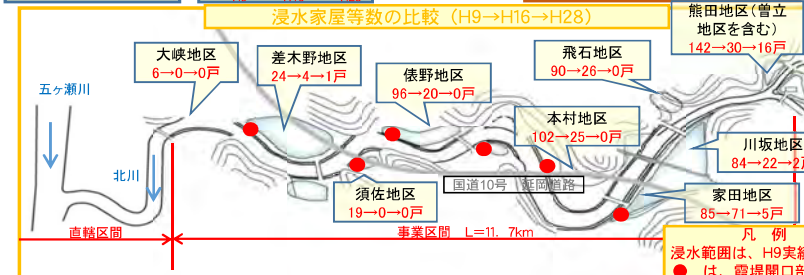 浸水家屋等数の比較（H9→H16→H28）
熊田地区（曽立
地区を含む）
142→30→16戸
大峡地区
6→0→0戸
差木野地区
24→4→1戸
俵野地区
96→20→0戸
飛石地区
90→26→0戸
五ヶ瀬川
本村地区
102→25→0戸
川坂地区
84→22→2戸
北川
須佐地区
19→0→0戸
国道10号 延岡道路
家田地区
85→71→5戸
直轄区間
事業区間 L=11.7km
凡 例
浸水範囲は、H9実績
は、霞堤開口部